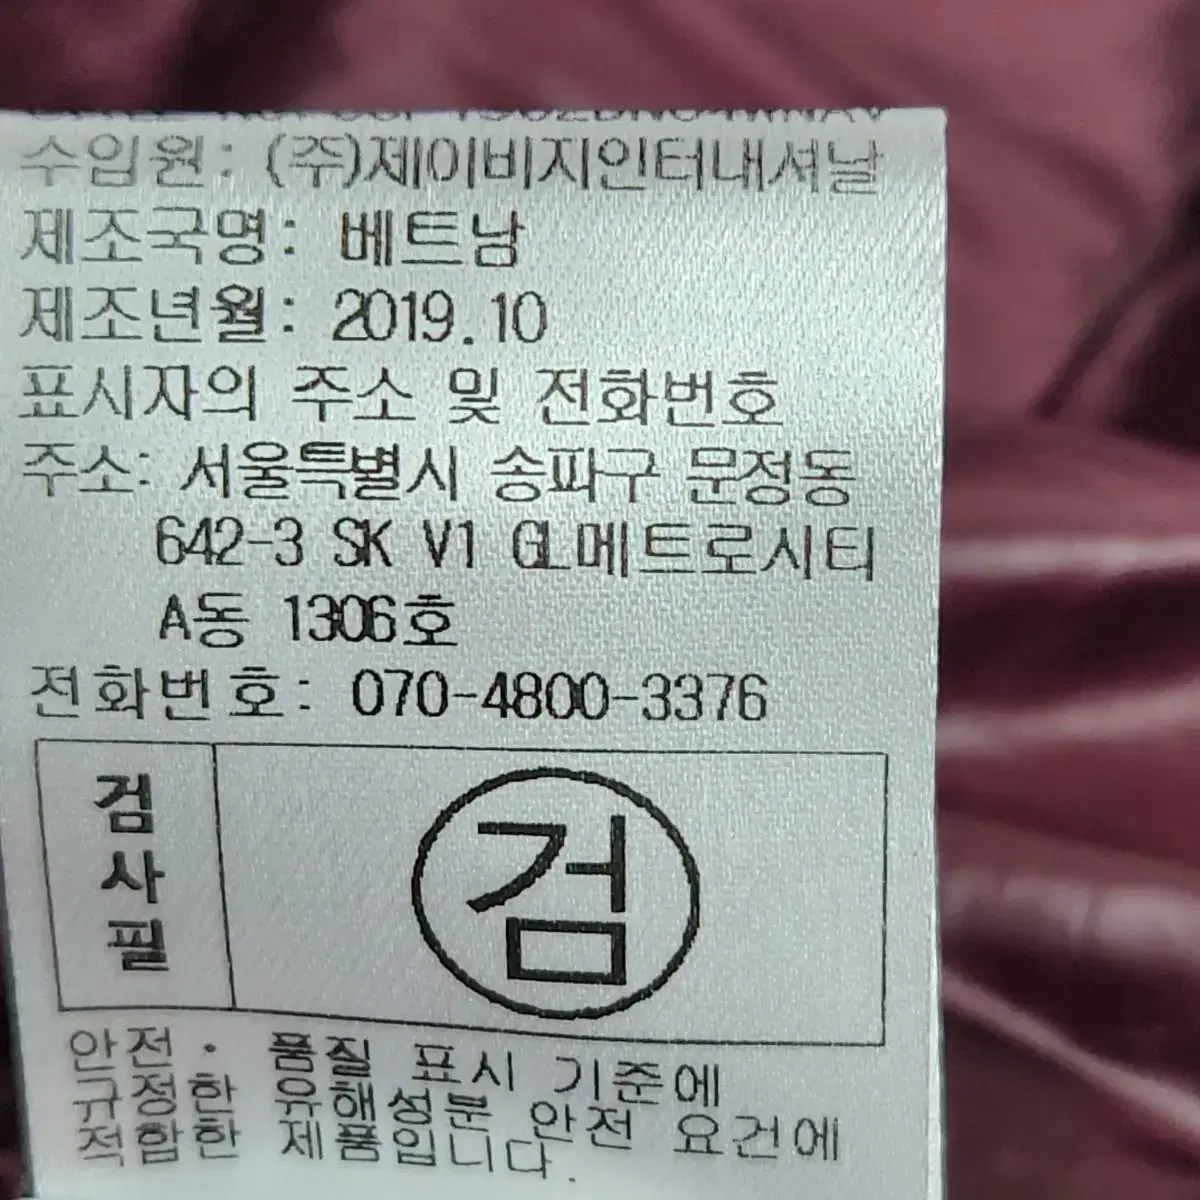 수입원: (주)제이비지인터내셔날
제조국명: 베트남
제조년월: 2019.10
표시자의 주소 및 전화번호
주소: 서울특별시 송파구 문정동
642-3 SK V1 GL메트로시티
A동 1306호
전화번호: 070-4800-3376
검사필
검
안전 · 품질 표시 기준에
규정한 유해성분 안전 요건에
적합한 제품입니다.